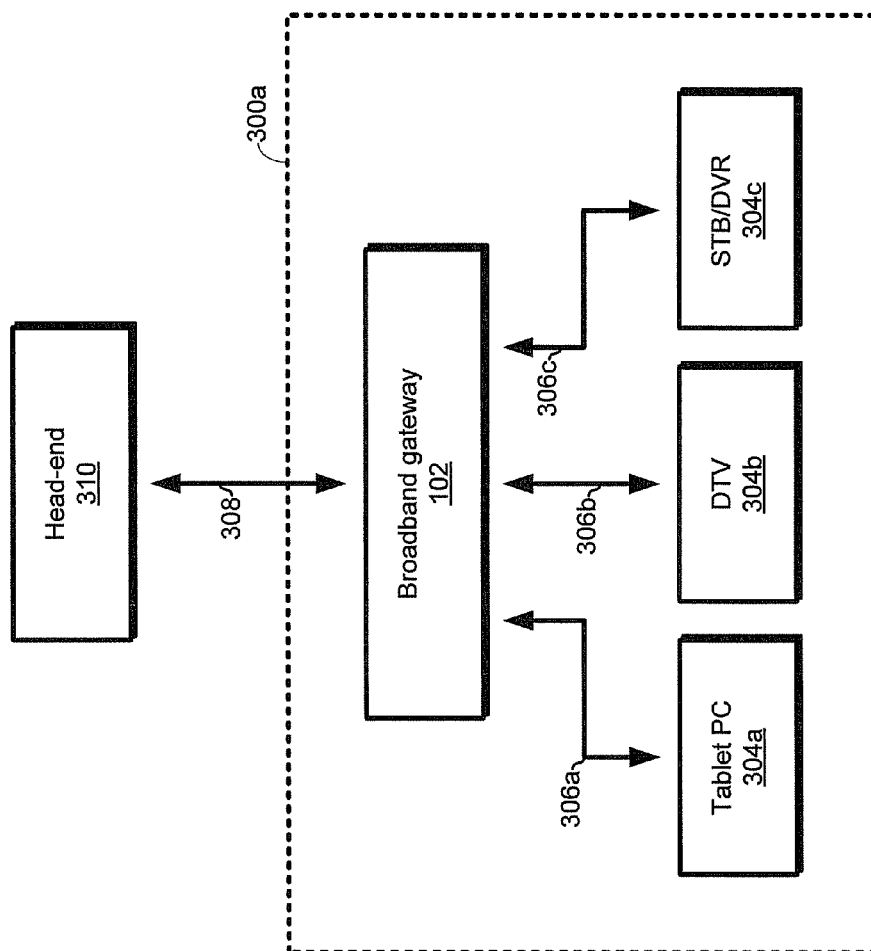 Head-end
310
308
300a
Broadband gateway
102
306a
306b
306c
Tablet PC
304a
DTV
304b
STB/DVR
304c